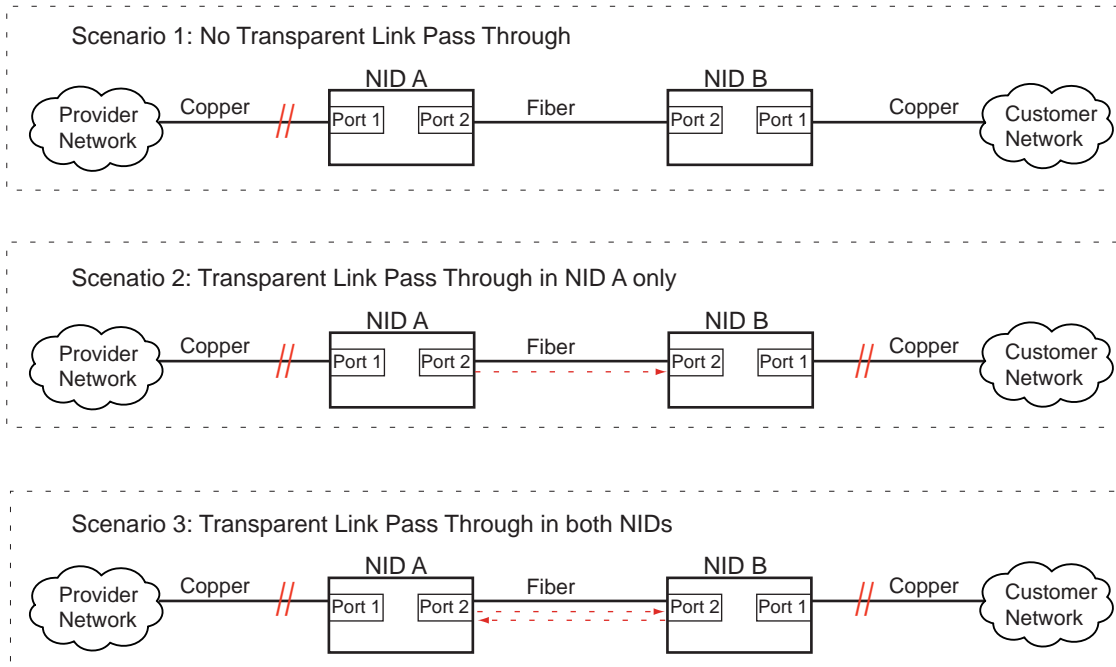 Scenario 1: No Transparent Link Pass Through
NID A
NID B
Provider
Network
Copper
Port 1
Port 2
Fiber
Port 2
Port 1
Copper
Customer
Network
Scenatio 2: Transparent Link Pass Through in NID A only
NID A
NID B
Provider
Network
Copper
Port 1
Port 2
Fiber
Port 2
Port 1
Copper
Customer
Network
Scenario 3: Transparent Link Pass Through in both NIDs
NID A
NID B
Provider
Network
Copper
Port 1
Port 2
Fiber
Port 2
Port 1
Copper
Customer
Network